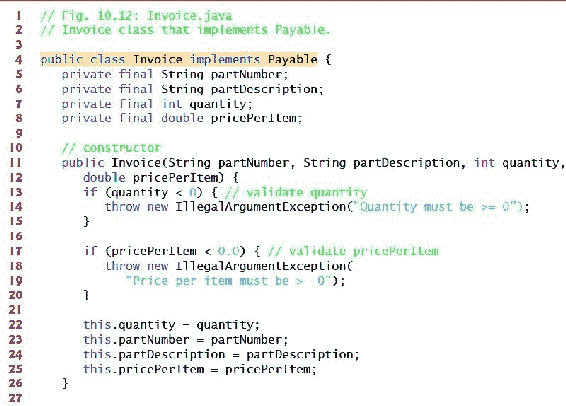 1 // Fig. 10.12: Invoice.java
2 // Invoice class that implements Payable.
3
4 public class Invoice implements Payable {
5 private final String partNumber;
6 private final String partDescription;
7 private final int quantity;
8 private final double pricePerItem;
9
10 // constructor
11 public Invoice(String partNumber, String partDescription, int quantity,
12 double pricePerItem) {
13 if (quantity < 0) { // validate quantity
14 throw new IllegalArgumentException("Quantity must be >= 0");
15 }
16
17 if (pricePerItem < 0.0) { // validate pricePerItem
18 throw new IllegalArgumentException(
19 "Price per item must be >= 0");
20 }
21
22 this.quantity = quantity;
23 this.partNumber = partNumber;
24 this.partDescription = partDescription;
25 this.pricePerItem = pricePerItem;
26 }
27